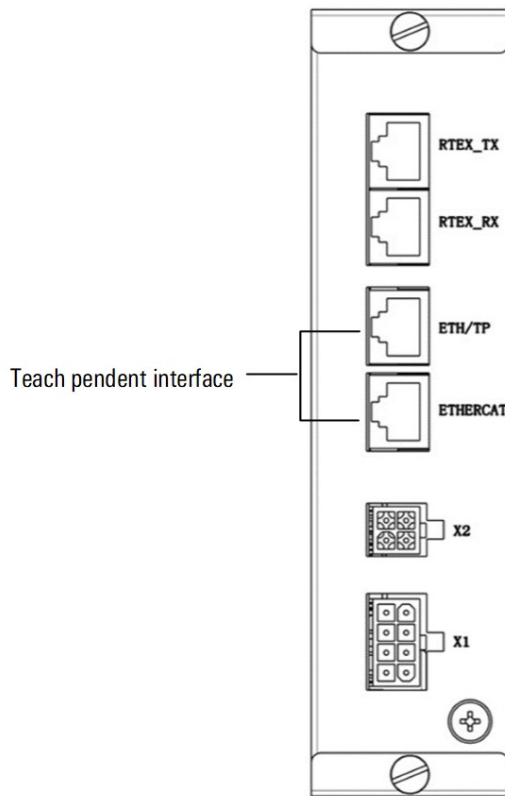 RTEX_TX
RTEX_RX
ETH/TP
Teach pendent interface
ETHERCAT
X2
X1